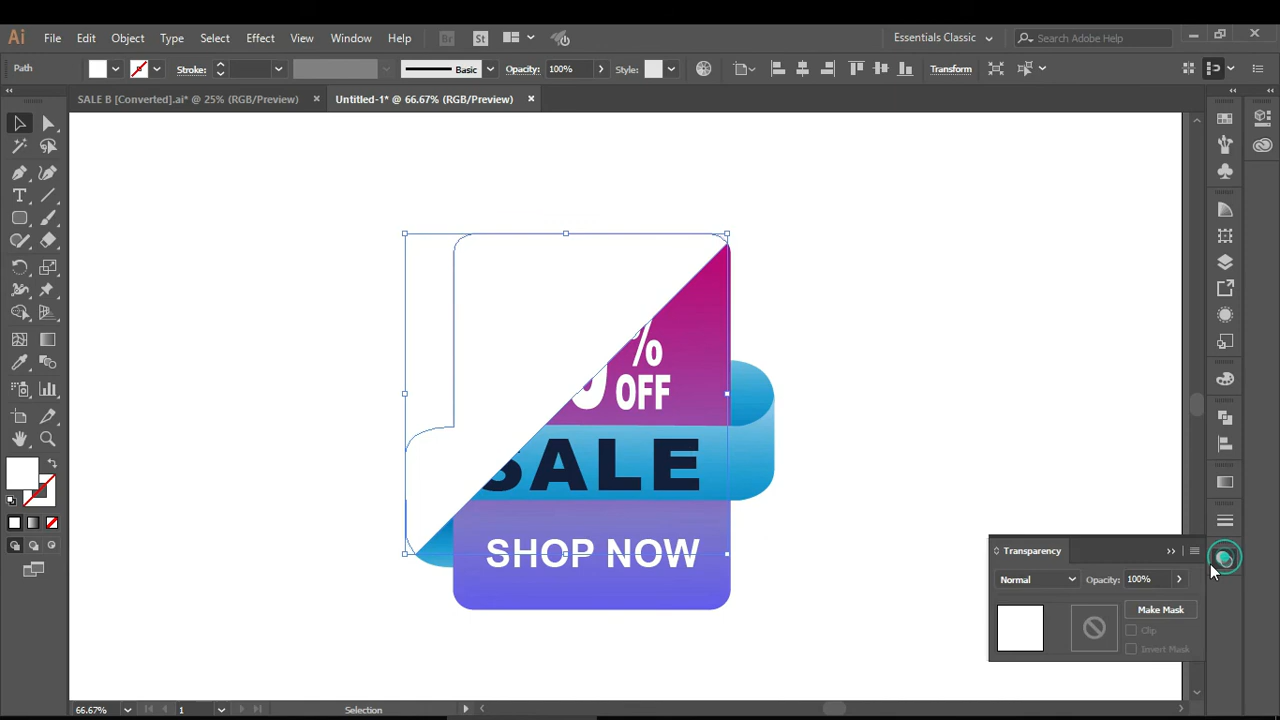 Ai File Edit Object Type Select Effect View Window Help Br St Essentials Classic Search Adobe Help
Path Stroke: Basic Opacity: 100% Style: Transform
SALE B [Converted].ai* @ 25% (RGB/Preview) × Untitled-1* @ 66.67% (RGB/Preview) ×
%
OFF
SALE
SHOP NOW
Transparency
Normal Opacity: 100%
Make Mask
Clip
Invert Mask
66.67% 1 Selection